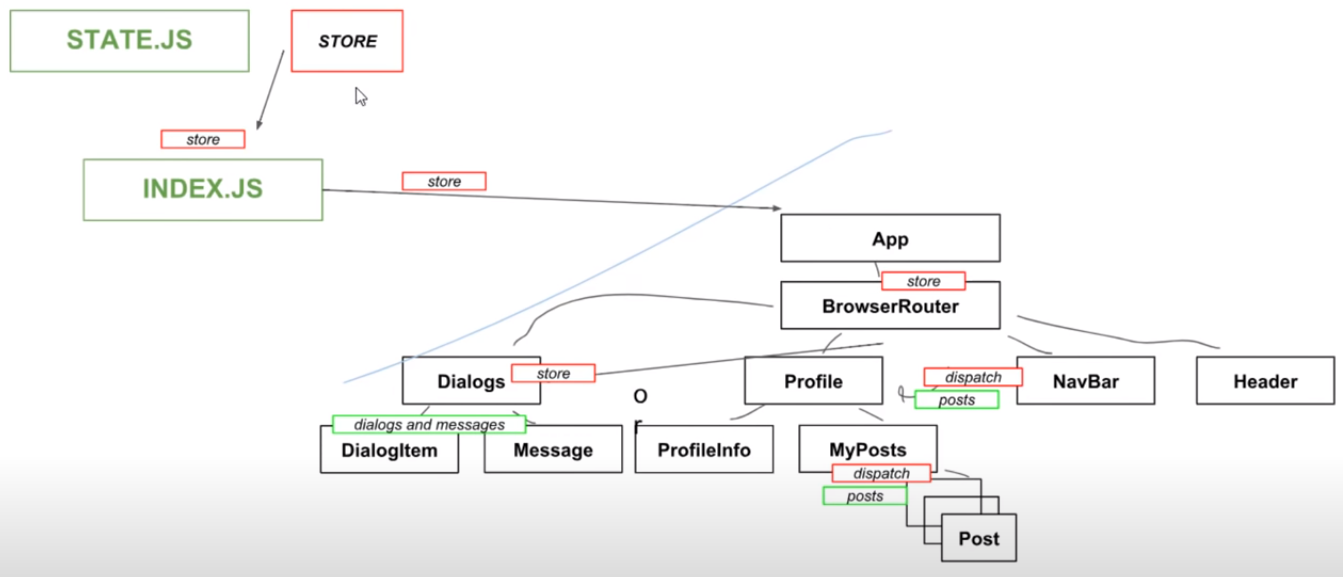 STATE.JS
STORE
store
INDEX.JS
store
App
store
BrowserRouter
Dialogs
store
Profile
dispatch
posts
NavBar
Header
o
r
dialogs and messages
DialogItem
Message
ProfileInfo
MyPosts
dispatch
posts
Post